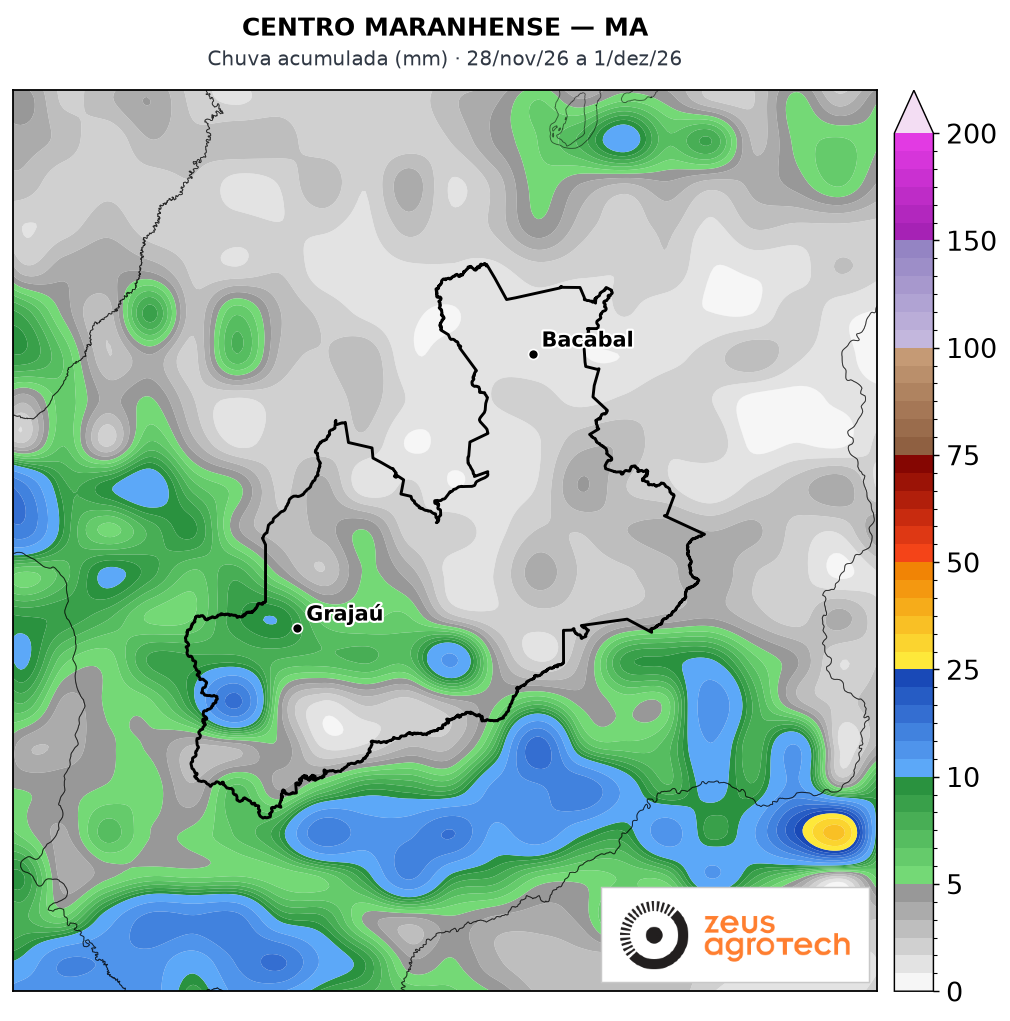 CENTRO MARANHENSE — MA
Chuva acumulada (mm) · 28/nov/26 a 1/dez/26
Bacabal
Grajaú
200
150
100
75
50
25
10
5
0
zeus
agrotech